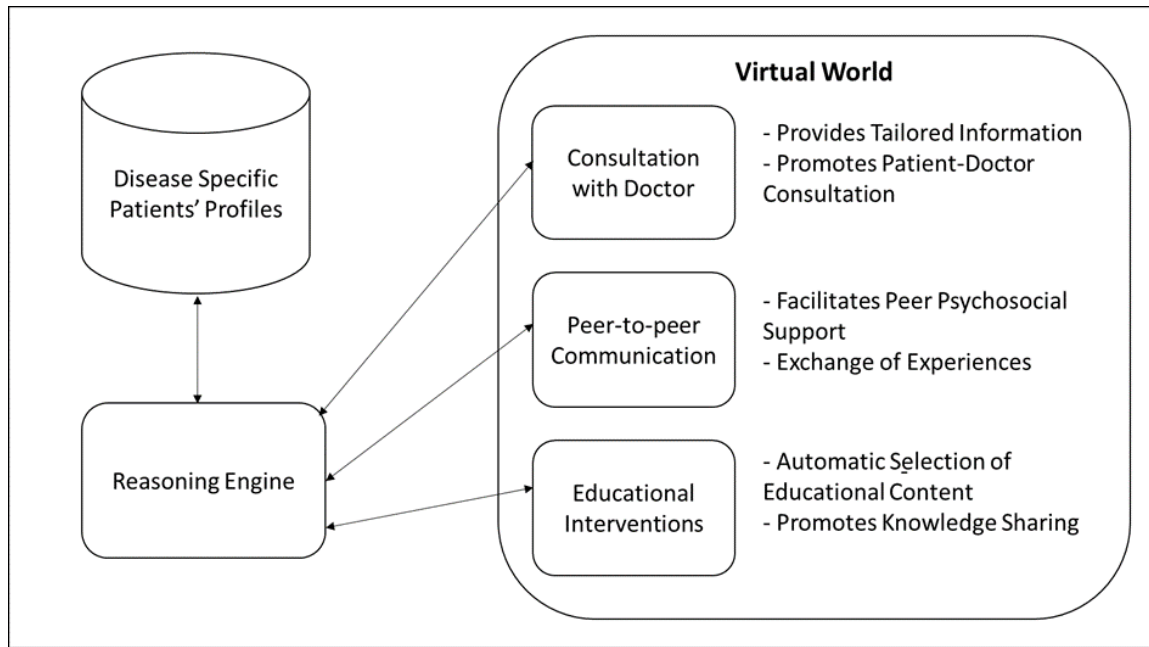 Virtual World
Disease Specific
Patients’ Profiles
Reasoning Engine
Consultation
with Doctor
- Provides Tailored Information
- Promotes Patient-Doctor
Consultation
Peer-to-peer
Communication
- Facilitates Peer Psychosocial
Support
- Exchange of Experiences
Educational
Interventions
- Automatic Selection of
Educational Content
- Promotes Knowledge Sharing